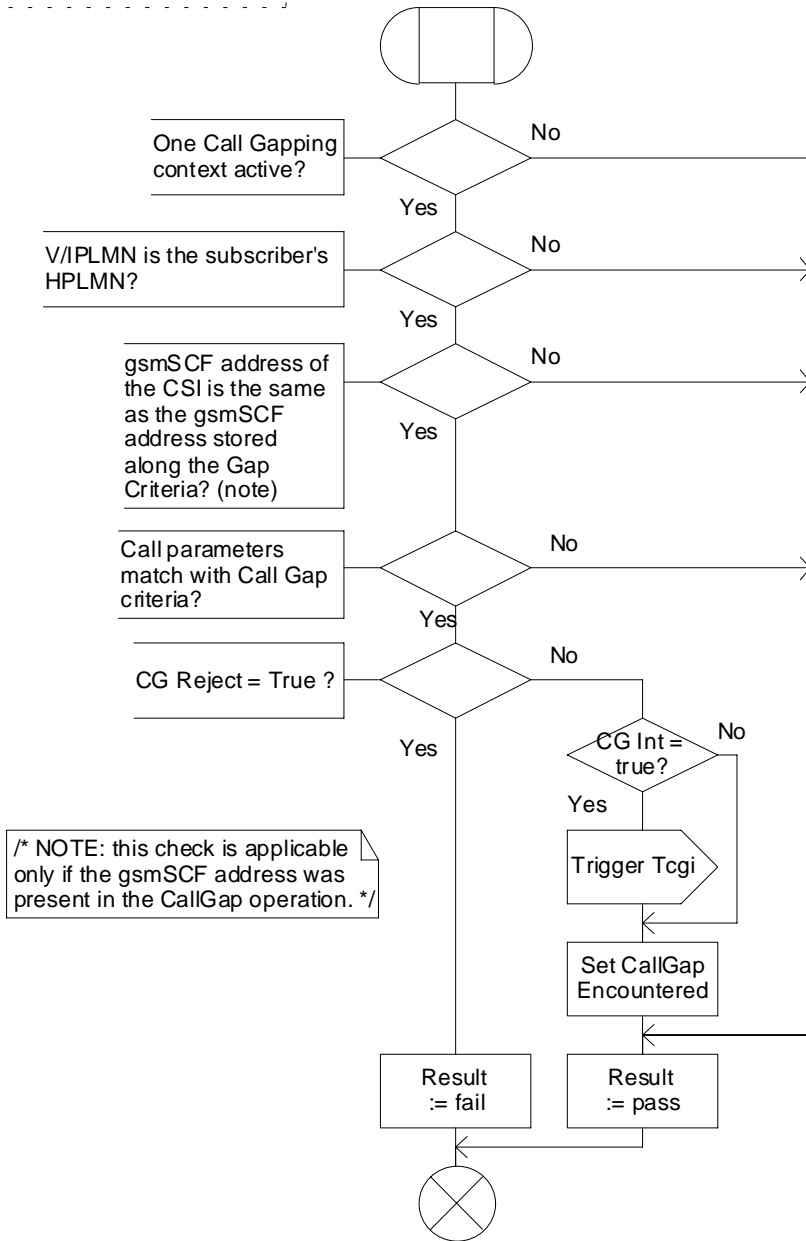 One Call Gapping
context active?
No
Yes
V/IPLMN is the subscriber's
HPLMN?
No
Yes
gsmSCF address of
the CSI is the same
as the gsmSCF
address stored
along the Gap
Criteria? (note)
No
Yes
Call parameters
match with Call Gap
criteria?
No
Yes
CG Reject = True ?
No
Yes
CG Int =
true?
No
Yes
/* NOTE: this check is applicable
only if the gsmSCF address was
present in the CallGap operation. */
Trigger Tcgi
Set CallGap
Encountered
Result
:= fail
Result
:= pass